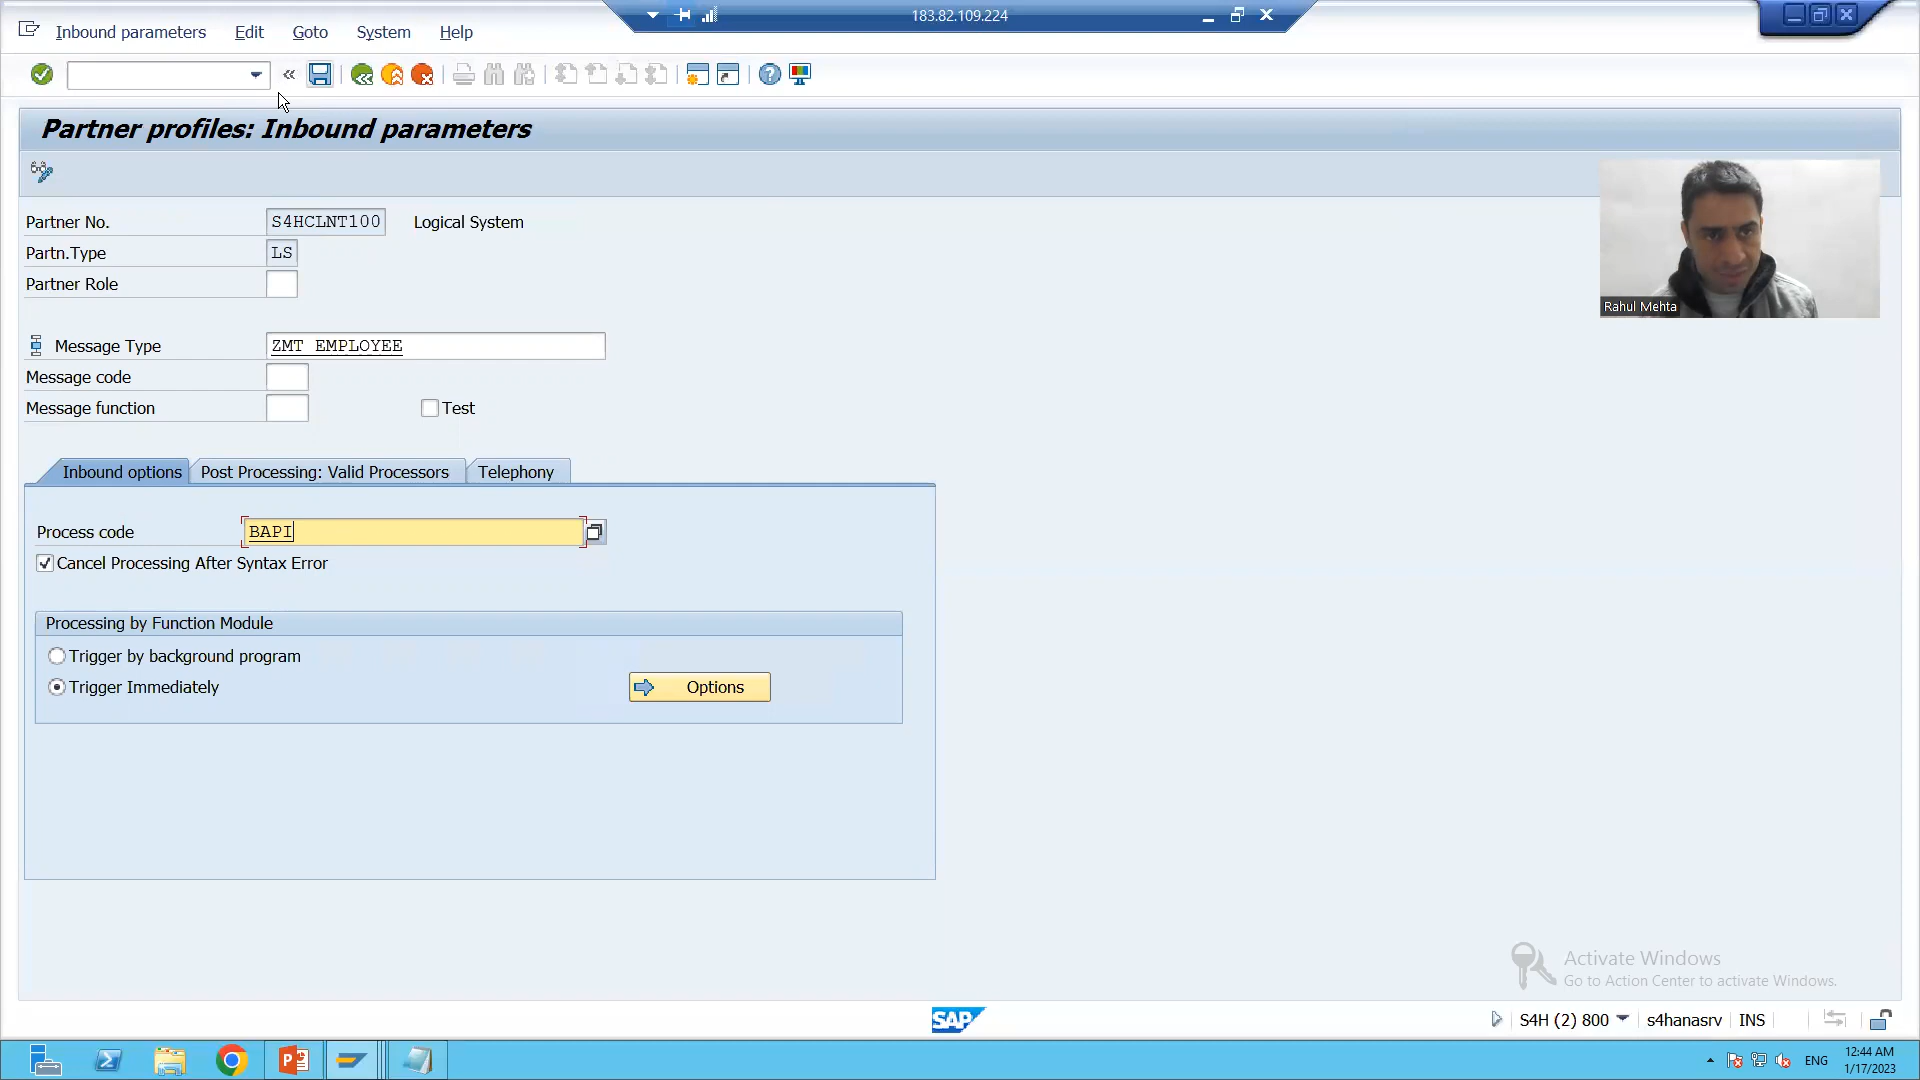 183.82.109.224
Inbound parameters Edit Goto System Help
Partner profiles: Inbound parameters
Partner No. S4HCLNT100 Logical System
Partn.Type LS
Partner Role
Rahul Mehta
Message Type ZMT_EMPLOYEE
Message code
Message function Test
Inbound options Post Processing: Valid Processors Telephony
Process code BAPI
Cancel Processing After Syntax Error
Processing by Function Module
Trigger by background program
Trigger Immediately Options
Activate Windows
Go to Action Center to activate Windows.
SAP S4H (2) 800 s4hanasrv INS
ENG 12:44 AM
1/17/2023